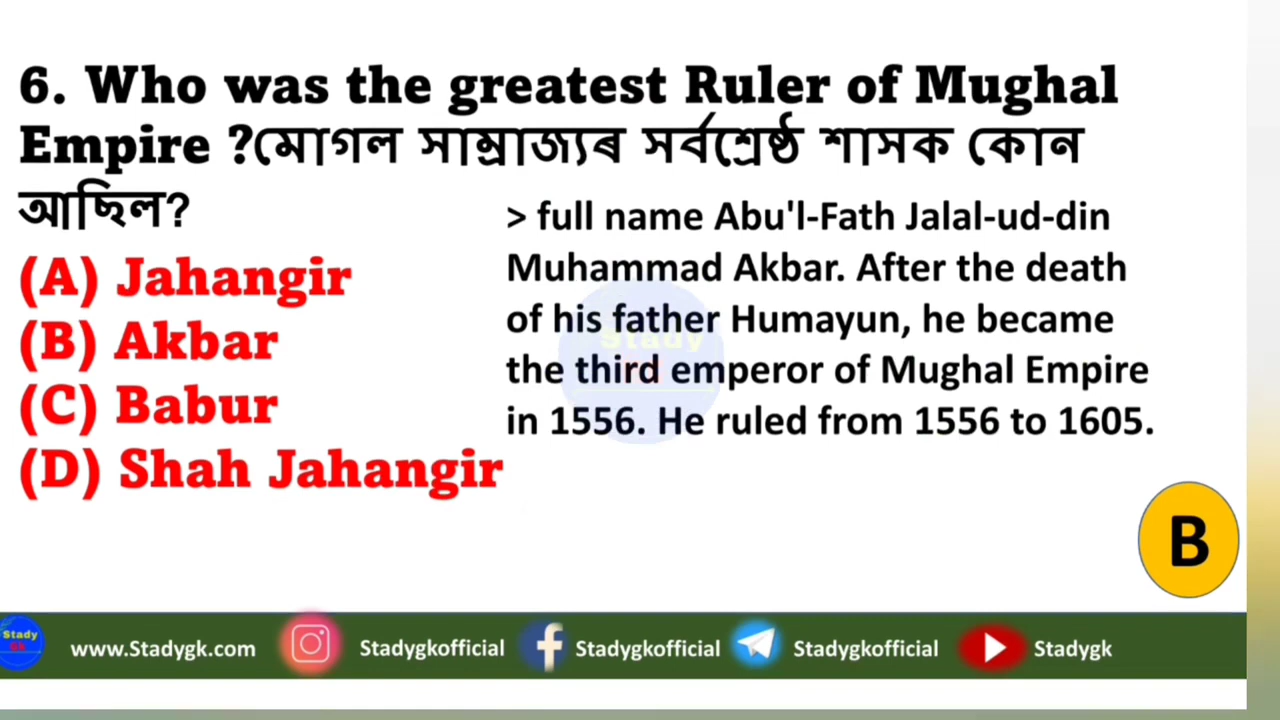 6. Who was the greatest Ruler of Mughal
Empire ?মোগল সাম্ৰাজ্যৰ সৰ্বশ্ৰেষ্ঠ শাসক কোন
আছিল?
(A) Jahangir
(B) Akbar
(C) Babur
(D) Shah Jahangir
> full name Abu'l-Fath Jalal-ud-din
Muhammad Akbar. After the death
of his father Humayun, he became
the third emperor of Mughal Empire
in 1556. He ruled from 1556 to 1605.
Stady
B
Stady
GK
www.Stadygk.com
Stadygkofficial
Stadygkofficial
Stadygkofficial
Stadygk